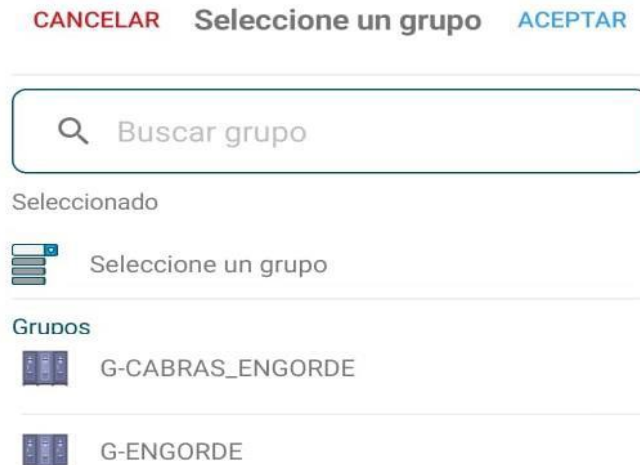 CANCELAR Seleccione un grupo ACEPTAR
Buscar grupo
Seleccionado
Seleccione un grupo
Grupos
G-CABRAS_ENGORDE
G-ENGORDE